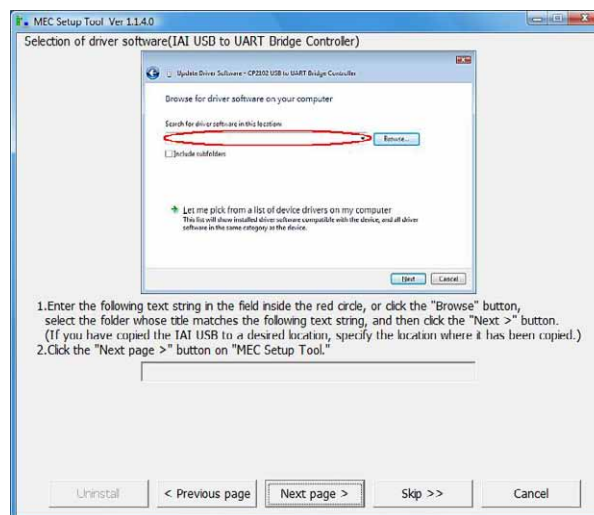 MEC Setup Tool Ver 1.1.4.0
Selection of driver software(IAI USB to UART Bridge Controller)
Update Driver Software - CP2102 USB to UART Bridge Controller
Browse for driver software on your computer
Search for driver software in this location:
Browse...
Include subfolders
Let me pick from a list of device drivers on my computer
This list will show installed driver software compatible with the device, and all driver
software in the same category as the device.
Next
Cancel
1.Enter the following text string in the field inside the red circle, or click the "Browse" button,
select the folder whose title matches the following text string, and then click the "Next >" button.
(If you have copied the IAI USB to a desired location, specify the location where it has been copied.)
2.Click the "Next page >" button on "MEC Setup Tool."
Uninstall
< Previous page
Next page >
Skip >>
Cancel